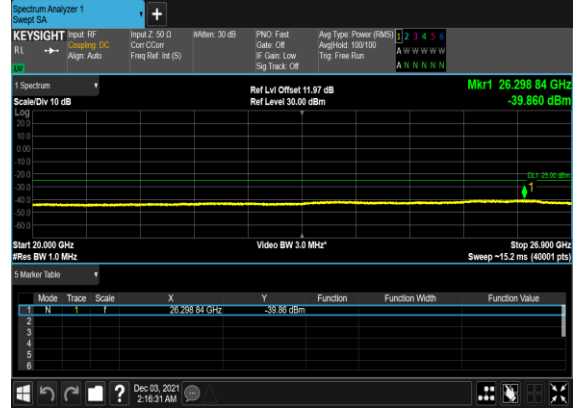 Spectrum Analyzer 1
Swept SA
KEYSIGHT Input: RF Input Z: 50 Ω #Atten: 30 dB PNO: Fast Avg Type: Power (RMS) 1 2 3 4 5 6
RL Coupling: DC Corr CCorr Gate: Off Avg|Hold: 100/100 A W W W W W
Align: Auto Freq Ref: Int (S) IF Gain: Low Trig: Free Run
Sig Track: Off A N N N N N
1 Spectrum Ref Lvl Offset 11.97 dB Mkr1 26.298 84 GHz
Scale/Div 10 dB Ref Level 30.00 dBm -39.860 dBm
Log
20.0
10.0
0.00
-10.0
-20.0
DL1 -25.00 dBm
-30.0
1
-40.0
-50.0
-60.0
Start 20.000 GHz Video BW 3.0 MHz* Stop 26.900 GHz
#Res BW 1.0 MHz Sweep ~15.2 ms (40001 pts)
5 Marker Table
Mode Trace Scale X Y Function Function Width Function Value
1 N 1 f 26.298 84 GHz -39.86 dBm
2
3
4
5
6
? Dec 03, 2021
2:16:31 AM